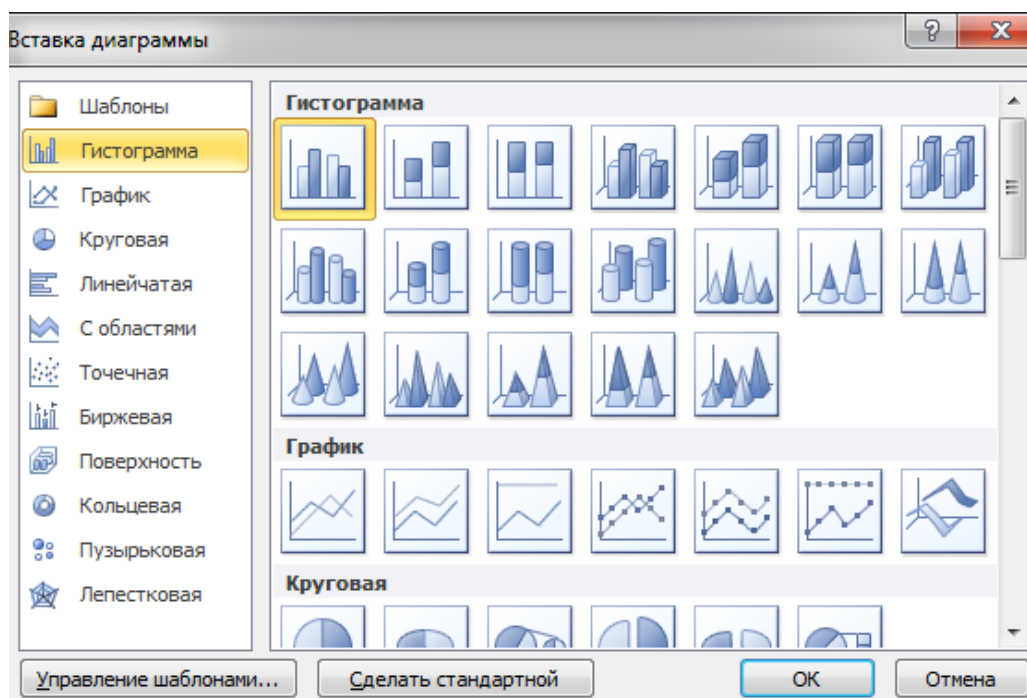 Вставка диаграммы
Шаблоны
Гистограмма
График
Круговая
Линейчатая
С областями
Точечная
Биржевая
Поверхность
Кольцевая
Пузырьковая
Лепестковая
Гистограмма
График
Круговая
Управление шаблонами...
Сделать стандартной
ОК
Отмена